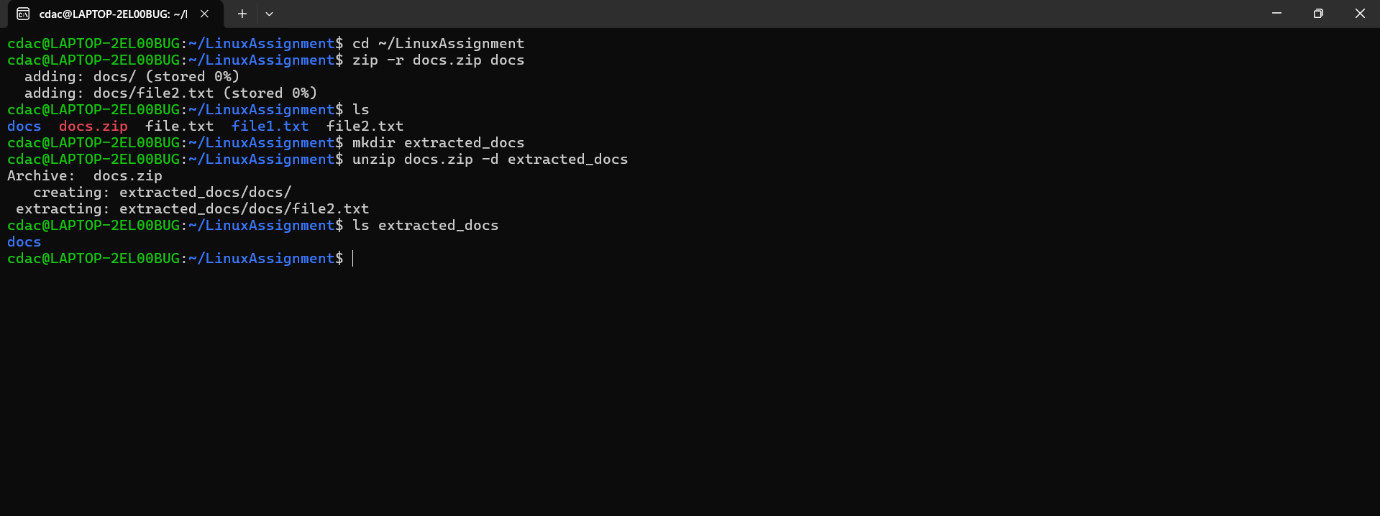 cdac@LAPTOP-2EL00BUG: ~/l
cdac@LAPTOP-2EL00BUG:~/LinuxAssignment$ cd ~/LinuxAssignment
cdac@LAPTOP-2EL00BUG:~/LinuxAssignment$ zip -r docs.zip docs
  adding: docs/ (stored 0%)
  adding: docs/file2.txt (stored 0%)
cdac@LAPTOP-2EL00BUG:~/LinuxAssignment$ ls
docs  docs.zip  file.txt  file1.txt  file2.txt
cdac@LAPTOP-2EL00BUG:~/LinuxAssignment$ mkdir extracted_docs
cdac@LAPTOP-2EL00BUG:~/LinuxAssignment$ unzip docs.zip -d extracted_docs
Archive:  docs.zip
   creating: extracted_docs/docs/
 extracting: extracted_docs/docs/file2.txt
cdac@LAPTOP-2EL00BUG:~/LinuxAssignment$ ls extracted_docs
docs
cdac@LAPTOP-2EL00BUG:~/LinuxAssignment$